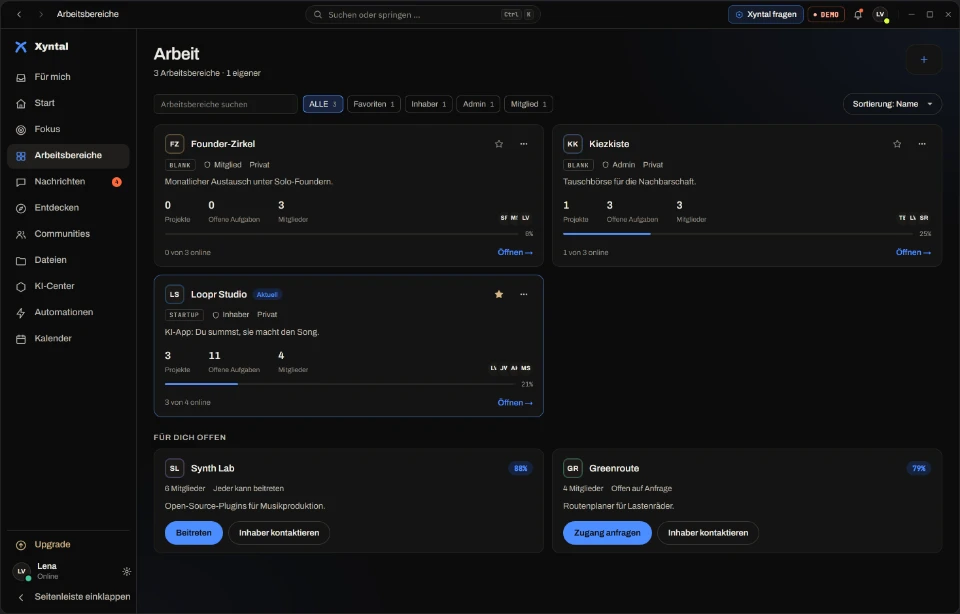 Arbeitsbereiche
Suchen oder springen ...
Ctrl K
Xyntal fragen
DEMO
LV
Xyntal
Für mich
Start
Fokus
Arbeitsbereiche
Nachrichten 4
Entdecken
Communities
Dateien
KI-Center
Automationen
Kalender
Upgrade
LV
Lena
Online
Seitenleiste einklappen
Arbeit
3 Arbeitsbereiche · 1 eigener
Arbeitsbereiche suchen
ALLE 3
Favoriten 1
Inhaber 1
Admin 1
Mitglied 1
Sortierung: Name
FZ Founder-Zirkel
BLANK Mitglied Privat
Monatlicher Austausch unter Solo-Foundern.
0 0 3
Projekte Offene Aufgaben Mitglieder
LV
0%
0 von 3 online
Öffnen →
KK Kiezkiste
BLANK Admin Privat
Tauschbörse für die Nachbarschaft.
1 3 3
Projekte Offene Aufgaben Mitglieder
SR
25%
1 von 3 online
Öffnen →
LS Loopr Studio Aktuell
STARTUP Inhaber Privat
KI-App: Du summst, sie macht den Song.
3 11 4
Projekte Offene Aufgaben Mitglieder
MS
21%
3 von 4 online
Öffnen →
FÜR DICH OFFEN
SL Synth Lab 88%
6 Mitglieder Jeder kann beitreten
Open-Source-Plugins für Musikproduktion.
Beitreten
Inhaber kontaktieren
GR Greenroute 79%
4 Mitglieder Offen auf Anfrage
Routenplaner für Lastenräder.
Zugang anfragen
Inhaber kontaktieren